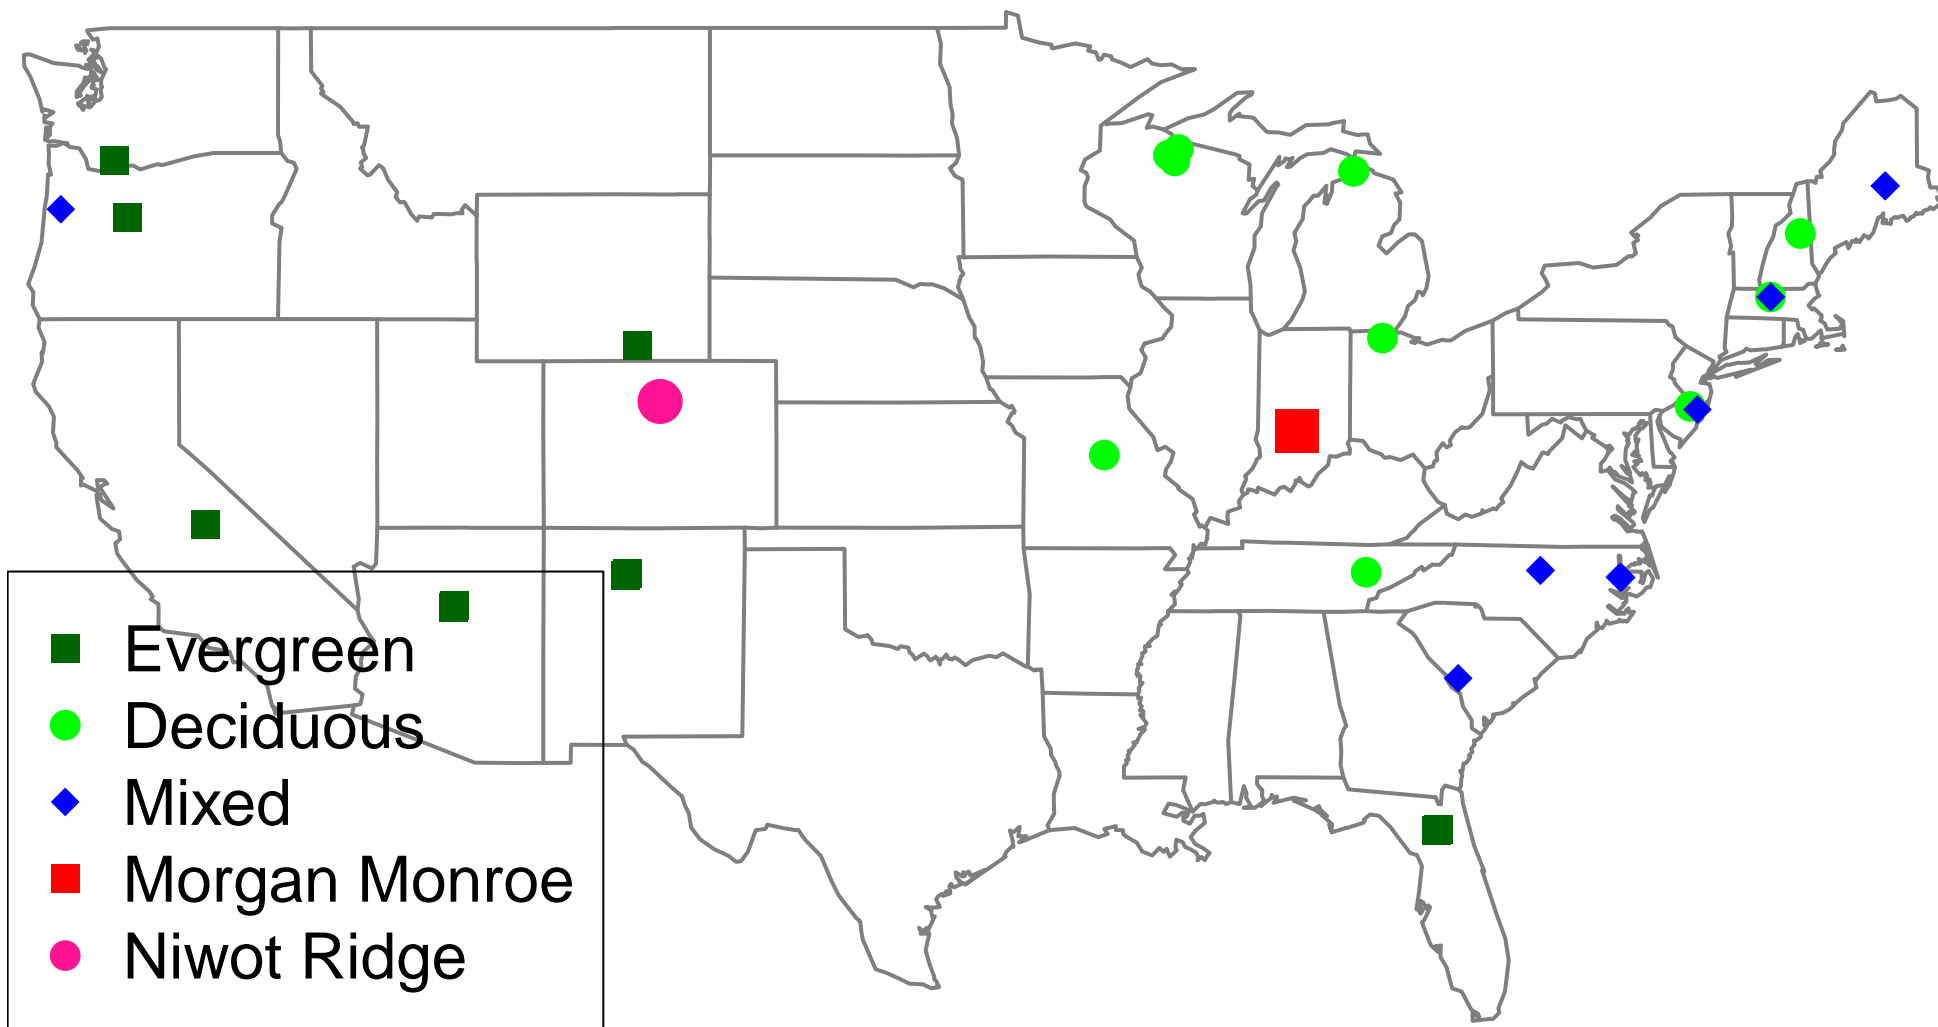 Evergreen
Deciduous
Mixed
Morgan Monroe
Niwot Ridge